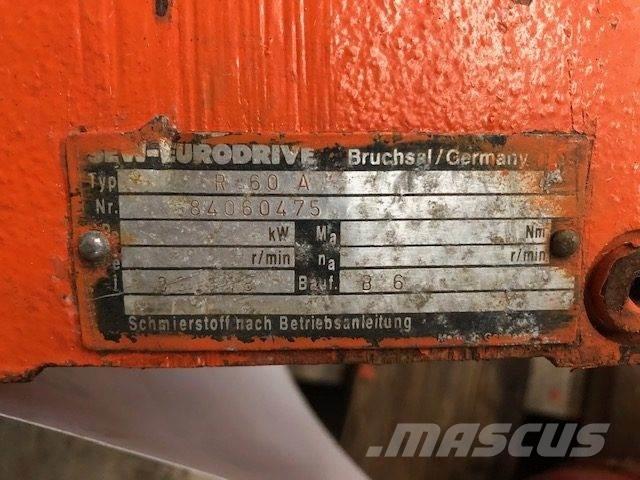 SEW-EURODRIVE Bruchsal/Germany
Typ R 60 A
Nr. 84060475
kW Ma Nm
r/min na r/min
i Bauf. B 6
Schmierstoff nach Betriebsanleitung
MASCUS